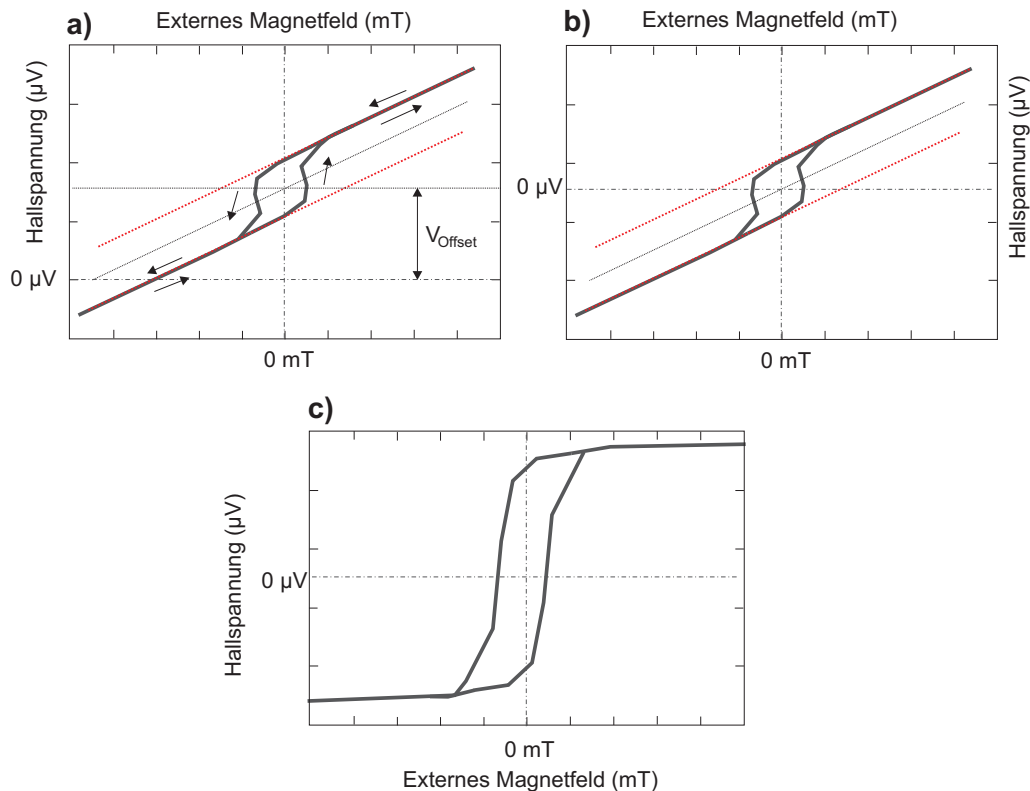 a)
Externes Magnetfeld (mT)
Hallspannung (µV)
V_Offset
0 µV
0 mT
b)
Externes Magnetfeld (mT)
0 µV
Hallspannung (µV)
0 mT
c)
Hallspannung (µV)
0 µV
0 mT
Externes Magnetfeld (mT)